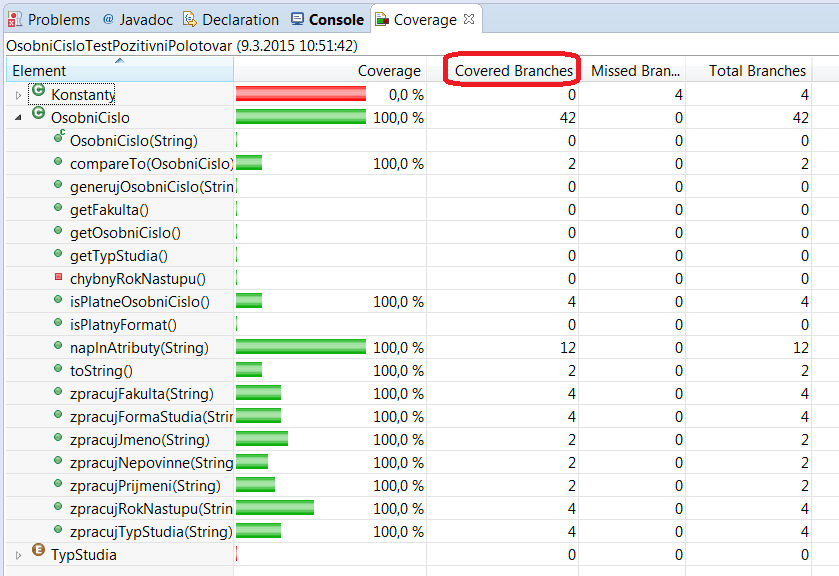 Problems @ Javadoc Declaration Console Coverage
OsobniCisloTestPozitivniPolotovar (9.3.2015 10:51:42)
Element Coverage Covered Branches Missed Bran... Total Branches
Konstanty 0,0 % 0 4 4
OsobniCislo 100,0 % 42 0 42
OsobniCislo(String) 0 0 0
compareTo(OsobniCislo) 100,0 % 2 0 2
generujOsobniCislo(Strin 0 0 0
getFakulta() 0 0 0
getOsobniCislo() 0 0 0
getTypStudia() 0 0 0
chybnyRokNastupu() 0 0 0
isPlatneOsobniCislo() 100,0 % 4 0 4
isPlatnyFormat() 0 0 0
naplnAtributy(String) 100,0 % 12 0 12
toString() 100,0 % 2 0 2
zpracujFakulta(String) 100,0 % 4 0 4
zpracujFormaStudia(Strin 100,0 % 4 0 4
zpracujJmeno(String) 100,0 % 2 0 2
zpracujNepovinne(String 100,0 % 2 0 2
zpracujPrijmeni(String) 100,0 % 2 0 2
zpracujRokNastupu(Strin 100,0 % 4 0 4
zpracujTypStudia(String) 100,0 % 4 0 4
TypStudia 0 0 0